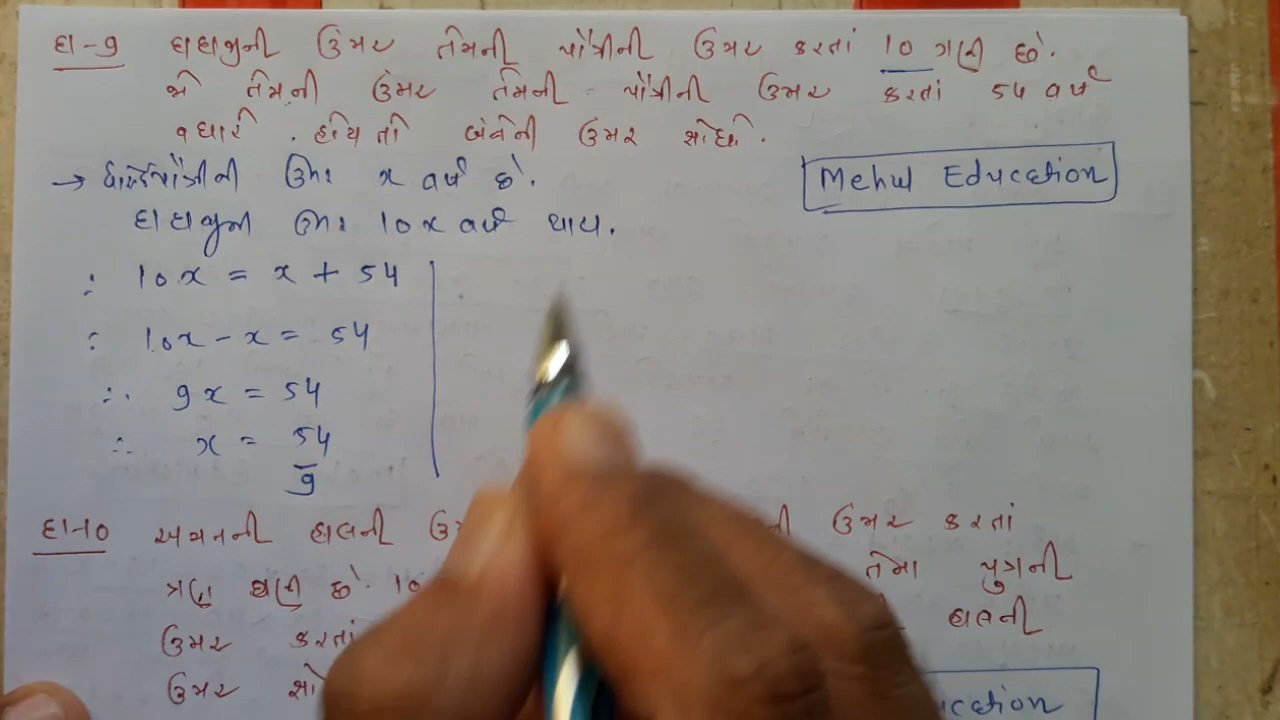 દા-9 દાદાજીની ઉંમર તેમની પૌત્રીની ઉંમર કરતાં 10 ગણી છે.
જો તેમની ઉંમર તેમની પૌત્રીની ઉંમર કરતાં 54 વર્ષ
વધારે હોય તો બંનેની ઉંમર શોધો.
Mehul Education
→ પૌત્રીની ઉંમર x વર્ષ છે.
દાદાજીની ઉંમર 10x વર્ષ થાય.
∴ 10x = x + 54
∴ 10x - x = 54
∴ 9x = 54
∴ x = 54
9
દા-10 અયાનની હાલની ઉંમર કરતાં
ત્રણ ગણી છે. 10 તેમા પુત્રની
ઉંમર કરતાં હાલની
ઉંમર